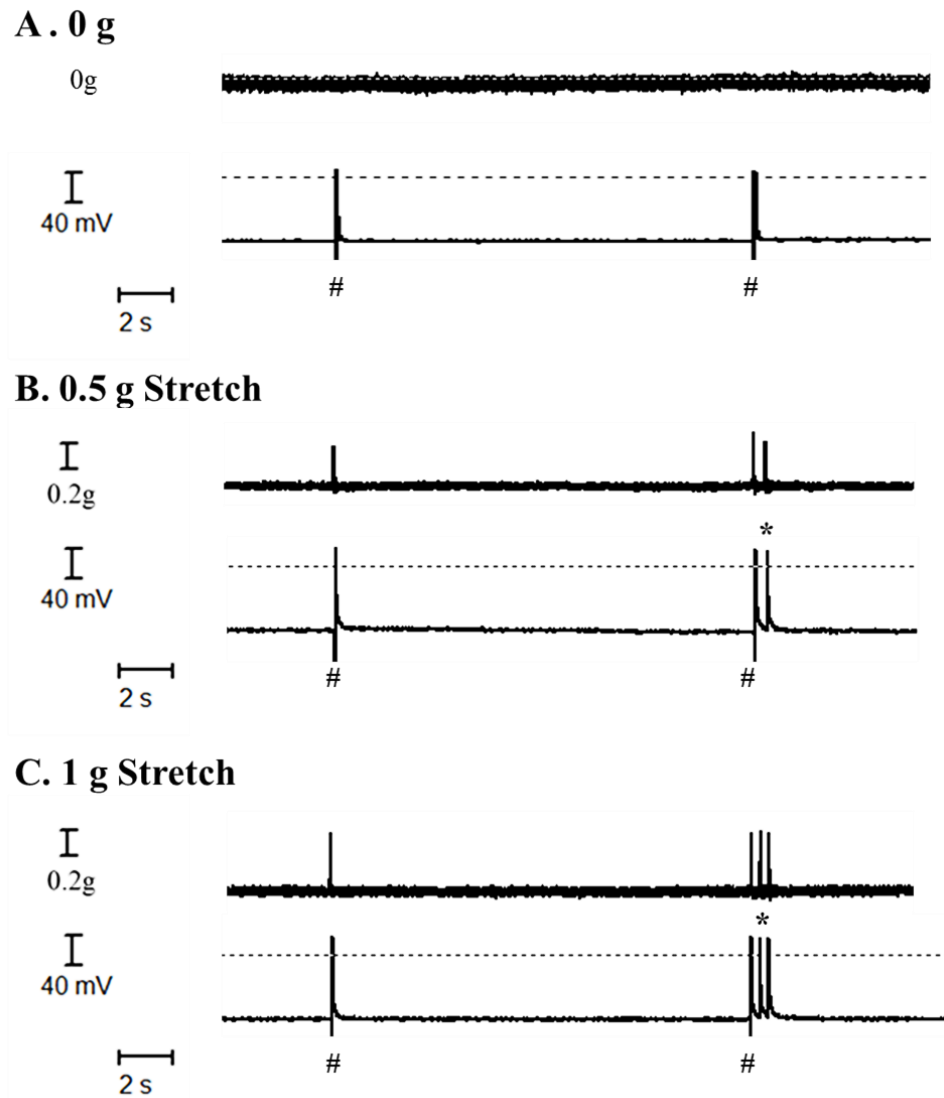 A . 0 g
0g
40 mV
# #
2 s
B. 0.5 g Stretch
0.2g
*
40 mV
# #
2 s
C. 1 g Stretch
0.2g
*
40 mV
# #
2 s